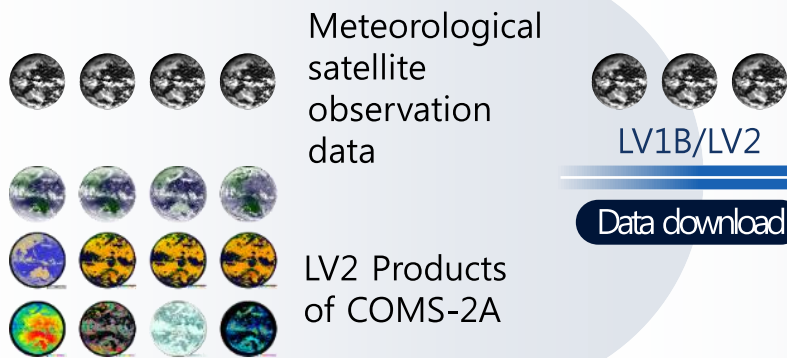 Meteorological
satellite
observation
data
LV1B/LV2
Data download
LV2 Products
of COMS-2A